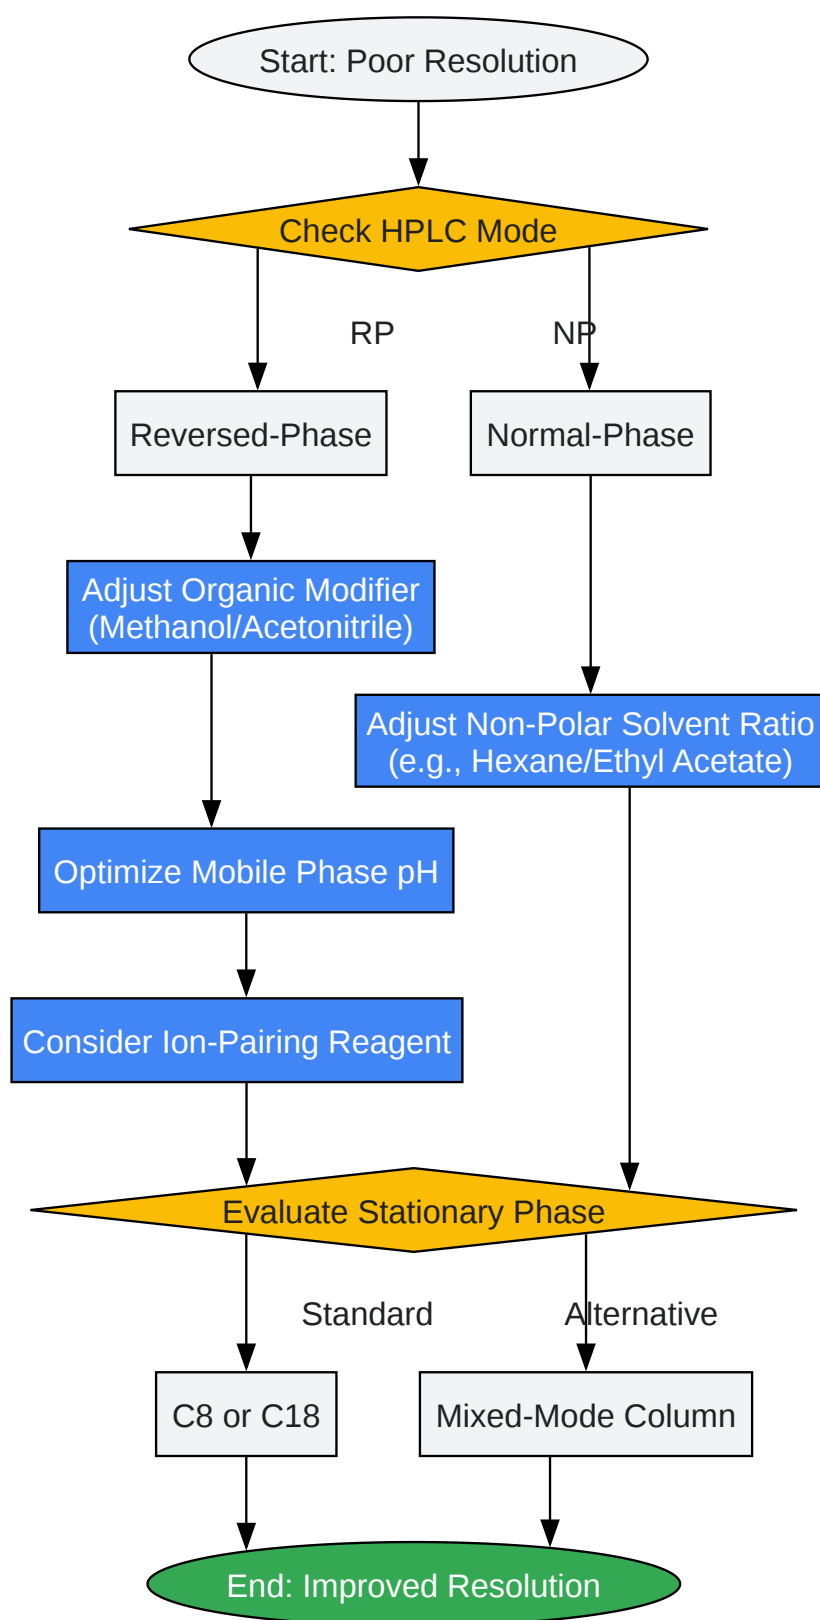 Start: Poor Resolution
Check HPLC Mode
RP
NP
Reversed-Phase
Normal-Phase
Adjust Organic Modifier
(Methanol/Acetonitrile)
Adjust Non-Polar Solvent Ratio
(e.g., Hexane/Ethyl Acetate)
Optimize Mobile Phase pH
Consider Ion-Pairing Reagent
Evaluate Stationary Phase
Standard
Alternative
C8 or C18
Mixed-Mode Column
End: Improved Resolution